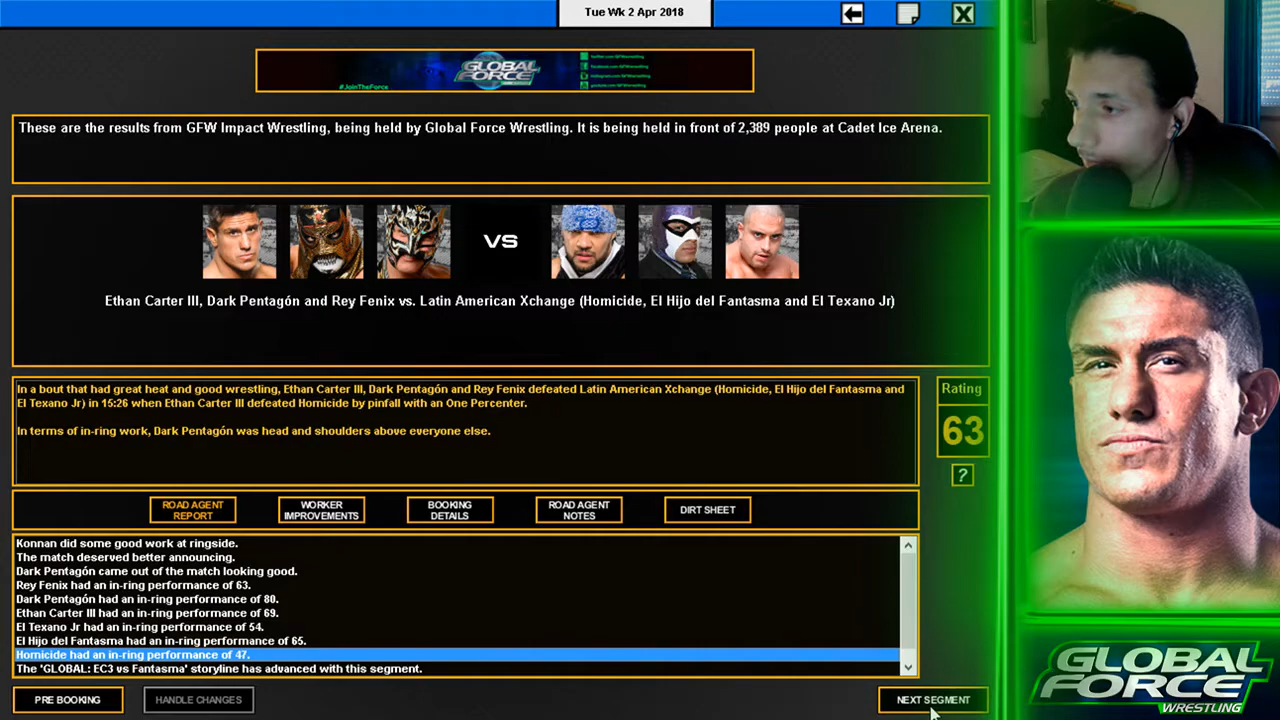 Tue Wk 2 Apr 2018
GLOBAL
FORCE
WRESTLING
#JoinTheForce
These are the results from GFW Impact Wrestling, being held by Global Force Wrestling. It is being held in front of 2,389 people at Cadet Ice Arena.
VS
Ethan Carter III, Dark Pentagón and Rey Fenix vs. Latin American Xchange (Homicide, El Hijo del Fantasma and El Texano Jr)
In a bout that had great heat and good wrestling, Ethan Carter III, Dark Pentagón and Rey Fenix defeated Latin American Xchange (Homicide, El Hijo del Fantasma and
El Texano Jr) in 15:26 when Ethan Carter III defeated Homicide by pinfall with an One Percenter.
In terms of in-ring work, Dark Pentagón was head and shoulders above everyone else.
Rating
63
?
ROAD AGENT
REPORT
WORKER
IMPROVEMENTS
BOOKING
DETAILS
ROAD AGENT
NOTES
DIRT SHEET
Konnan did some good work at ringside.
The match deserved better announcing.
Dark Pentagón came out of the match looking good.
Rey Fenix had an in-ring performance of 63.
Dark Pentagón had an in-ring performance of 80.
Ethan Carter III had an in-ring performance of 69.
El Texano Jr had an in-ring performance of 54.
El Hijo del Fantasma had an in-ring performance of 65.
Homicide had an in-ring performance of 47.
The 'GLOBAL: EC3 vs Fantasma' storyline has advanced with this segment.
PRE BOOKING
HANDLE CHANGES
NEXT SEGMENT
GLOBAL
FORCE
WRESTLING